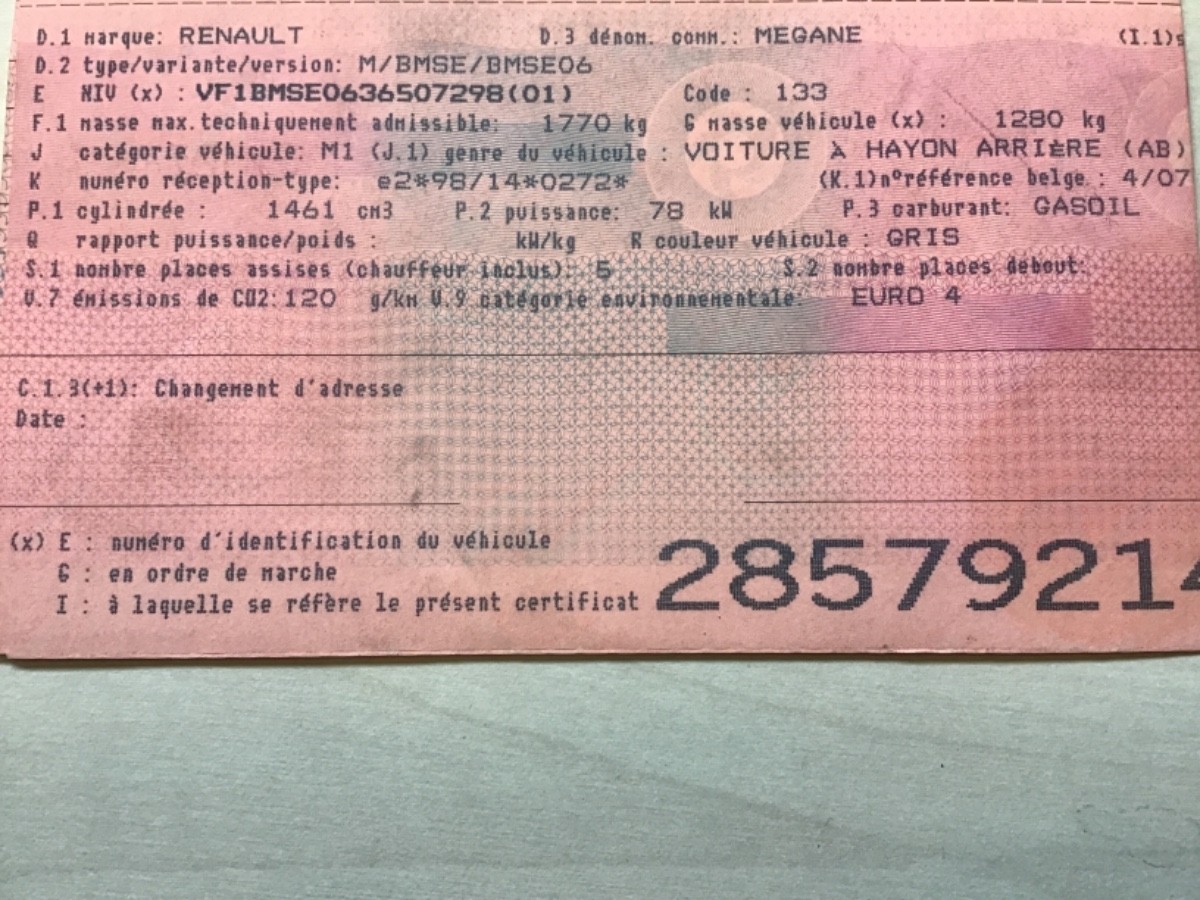 D.1 marque: RENAULT D.3 dénom. comm.: MEGANE (I.1)
D.2 type/variante/version: M/BMSE/BMSE06
E NIV (x) : VF1BMSE0636507298(01) Code : 133
F.1 masse max.techniquement admissible: 1770 kg G masse véhicule (x) : 1280 kg
J catégorie véhicule: M1 (J.1) genre du véhicule : VOITURE À HAYON ARRIÈRE (AB)
K numéro réception-type: e2*98/14*0272* (K.1)n°référence belge : 4/07
P.1 cylindrée : 1461 cm3 P.2 puissance: 78 kW P.3 carburant: GASOIL
Q rapport puissance/poids : kW/kg R couleur véhicule : GRIS
S.1 nombre places assises (chauffeur inclus): 5 S.2 nombre places debout:
V.7 émissions de CO2: 120 g/km V.9 catégorie environnementale: EURO 4
C.1.3(+1): Changement d'adresse
Date :
(x) E : numéro d'identification du véhicule
G : en ordre de marche
I : à laquelle se réfère le présent certificat
28579214